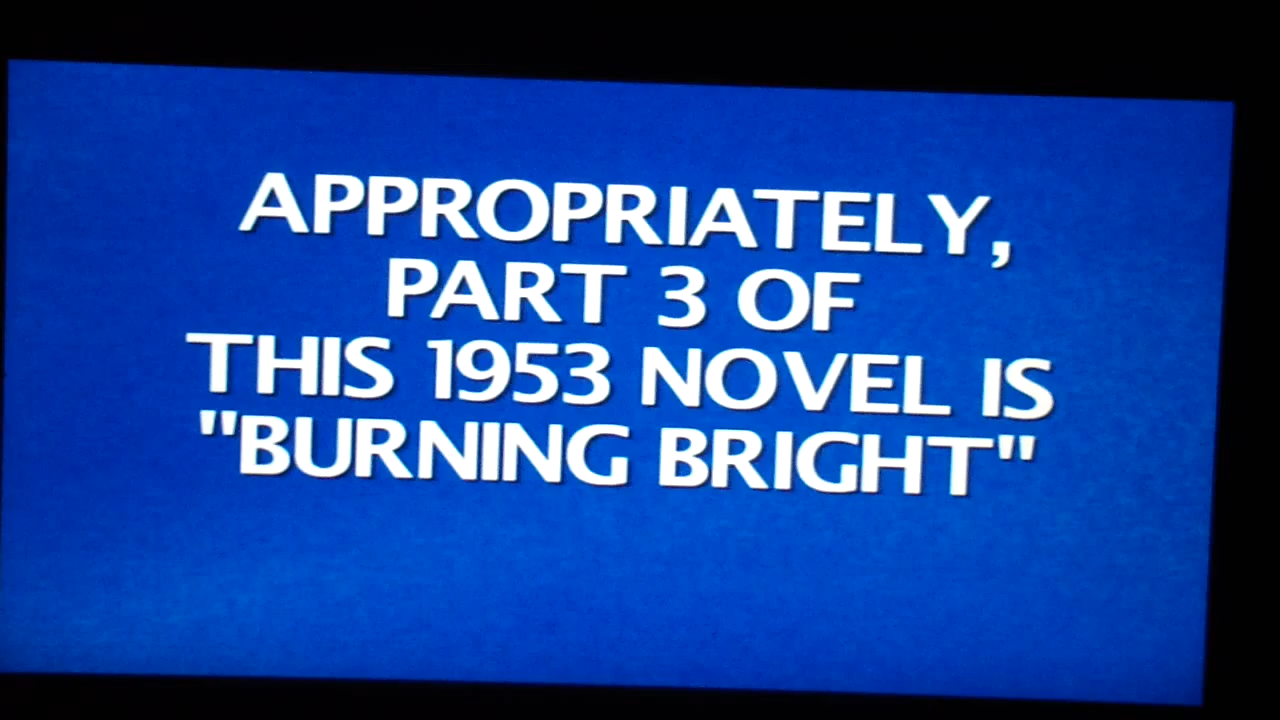 APPROPRIATELY,
PART 3 OF
THIS 1953 NOVEL IS
"BURNING BRIGHT"